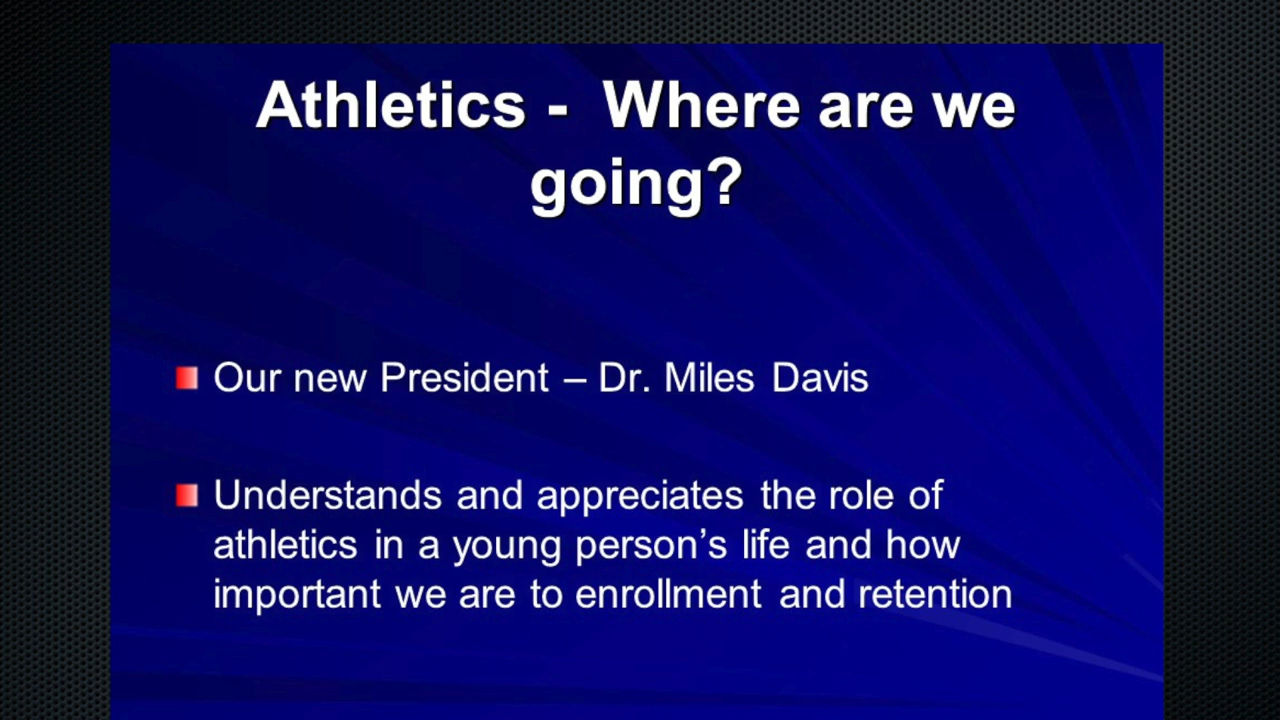 Athletics - Where are we
going?
Our new President – Dr. Miles Davis
Understands and appreciates the role of
athletics in a young person’s life and how
important we are to enrollment and retention